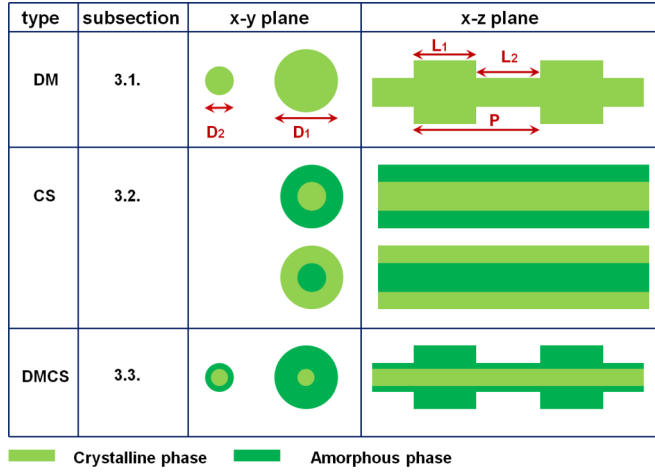 type subsection x-y plane x-z plane
DM 3.1. D2 D1 L1 L2 P
CS 3.2.
DMCS 3.3.
Crystalline phase Amorphous phase